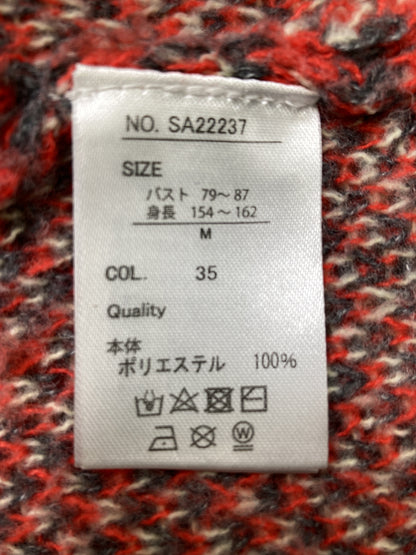 NO. SA22237
SIZE
バスト 79～87
身長 154～162
M
COL. 35
Quality
本体
ポリエステル 100%
W